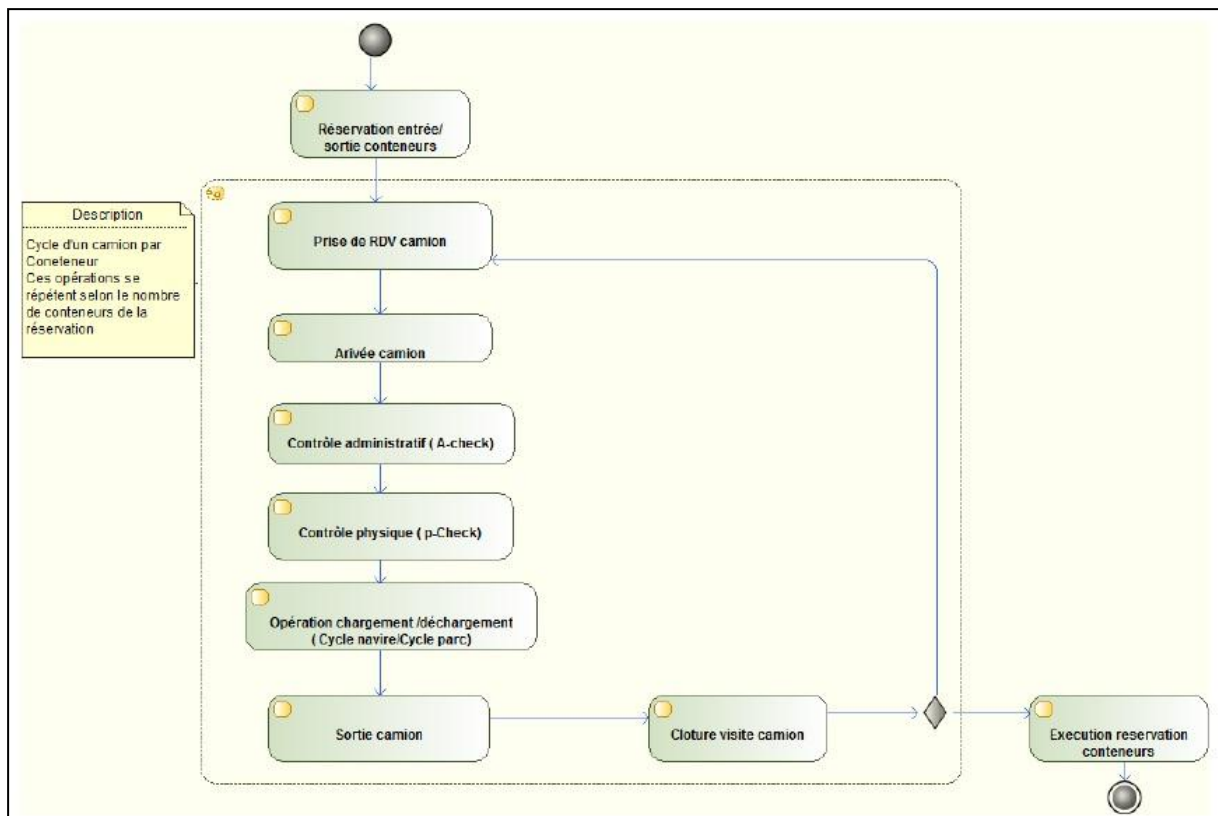 Réservation entrée/
sortie conteneurs
Description
Cycle d'un camion par
Coneteneur
Ces opérations se
répétent selon le nombre
de conteneurs de la
réservation
Prise de RDV camion
Arivée camion
Contrôle administratif ( A-check)
Contrôle physique ( p-Check)
Opération chargement /déchargement
( Cycle navire/Cycle parc)
Sortie camion
Cloture visite camion
Execution reservation
conteneurs